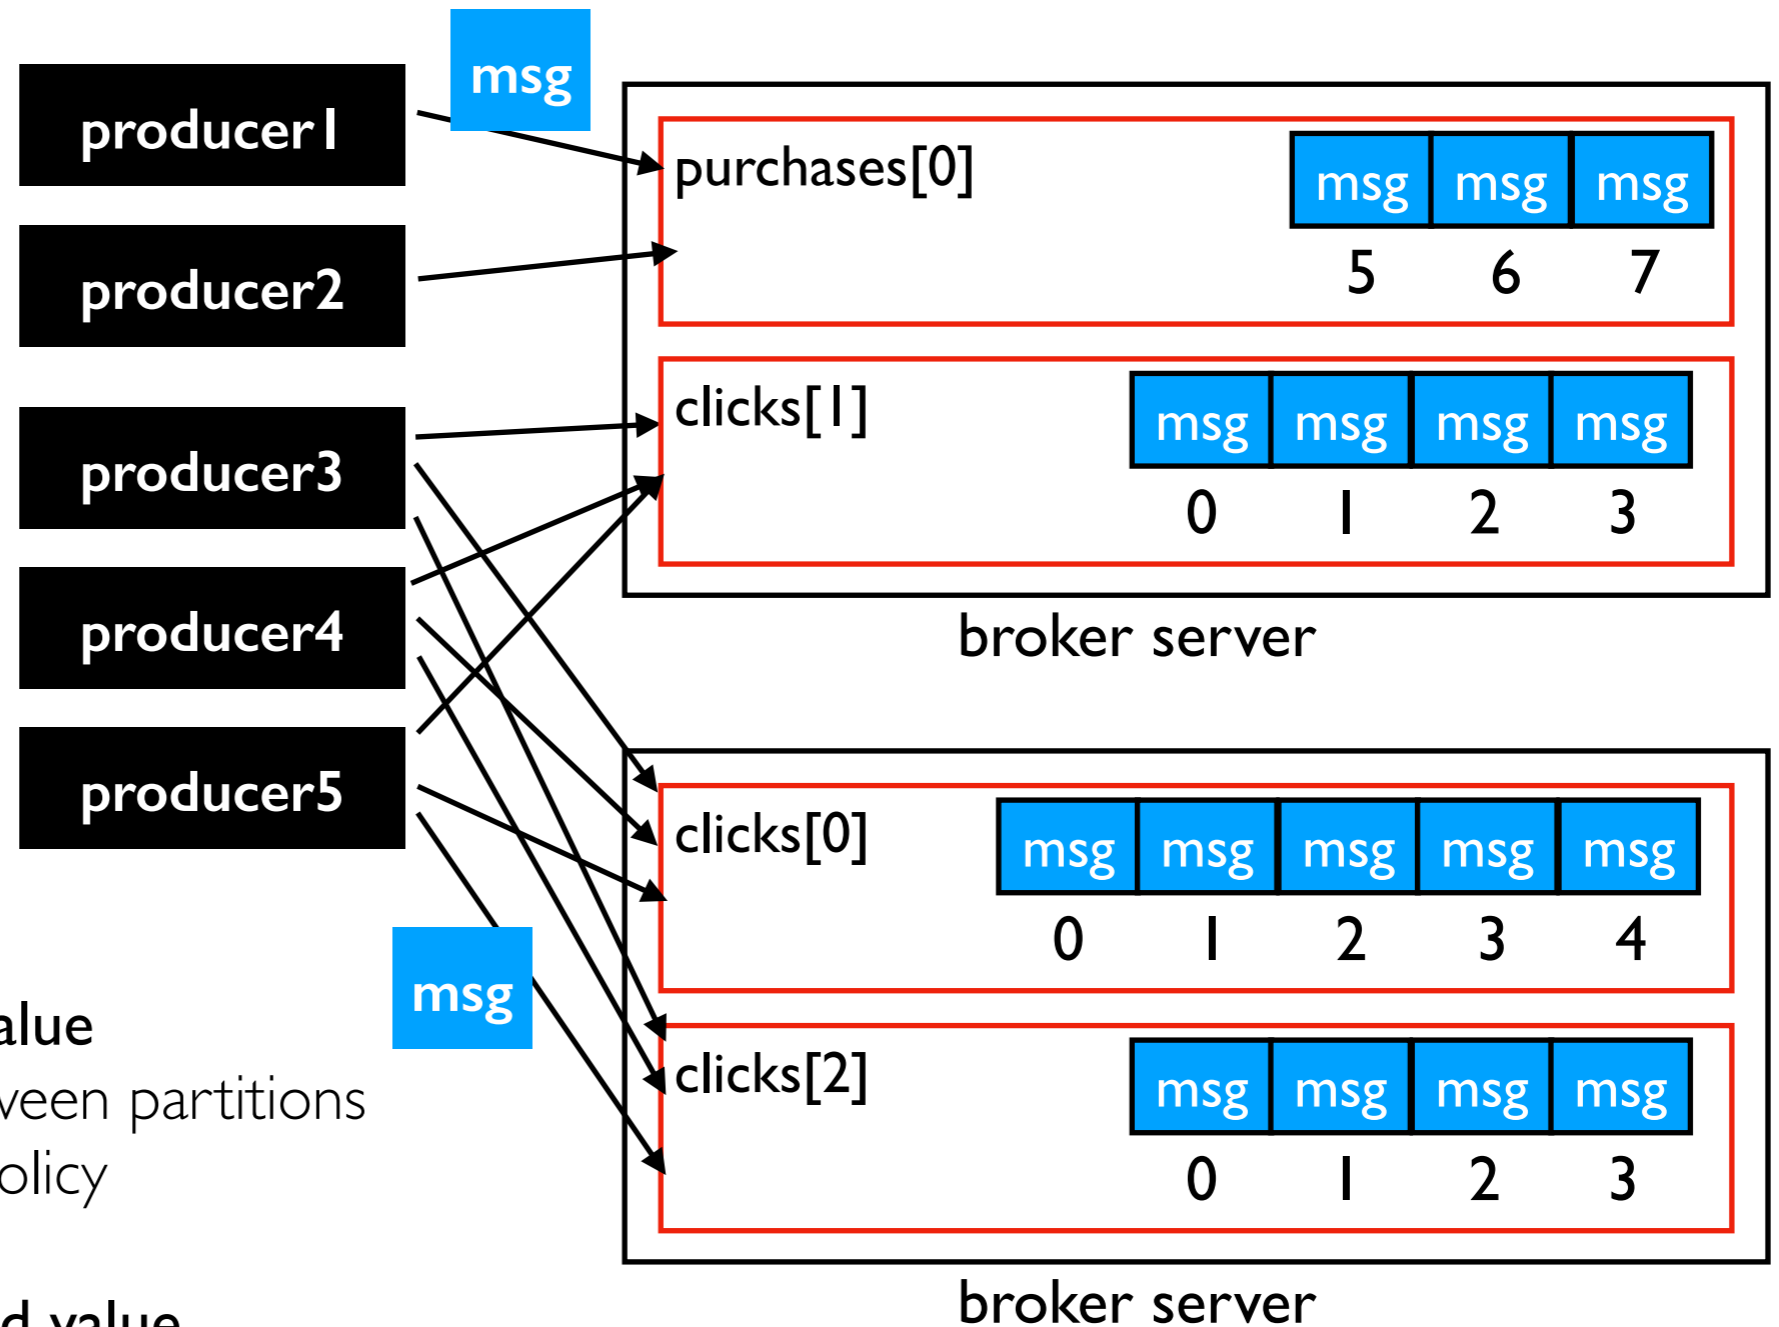 msg
producer1
producer2
producer3
producer4
producer5
purchases[0]
msg msg msg
5 6 7
clicks[1]
msg msg msg msg
0 1 2 3
broker server
clicks[0]
msg msg msg msg msg
0 1 2 3 4
msg
clicks[2]
msg msg msg msg
0 1 2 3
broker server
alue
ween partitions
olicy
d value